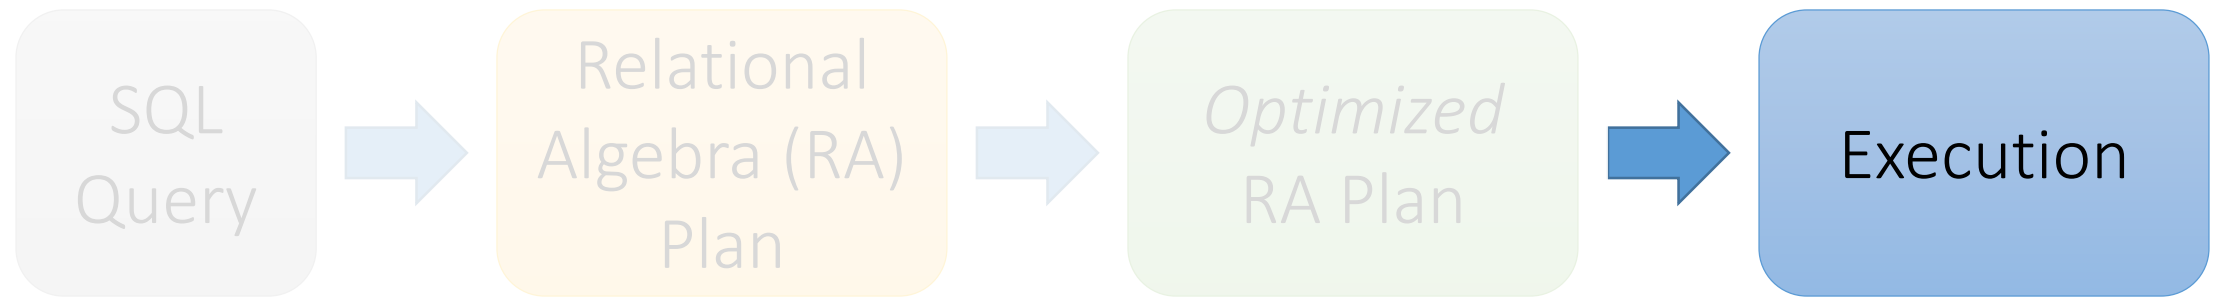 SQL
Query
Relational
Algebra (RA)
Plan
Optimized
RA Plan
Execution